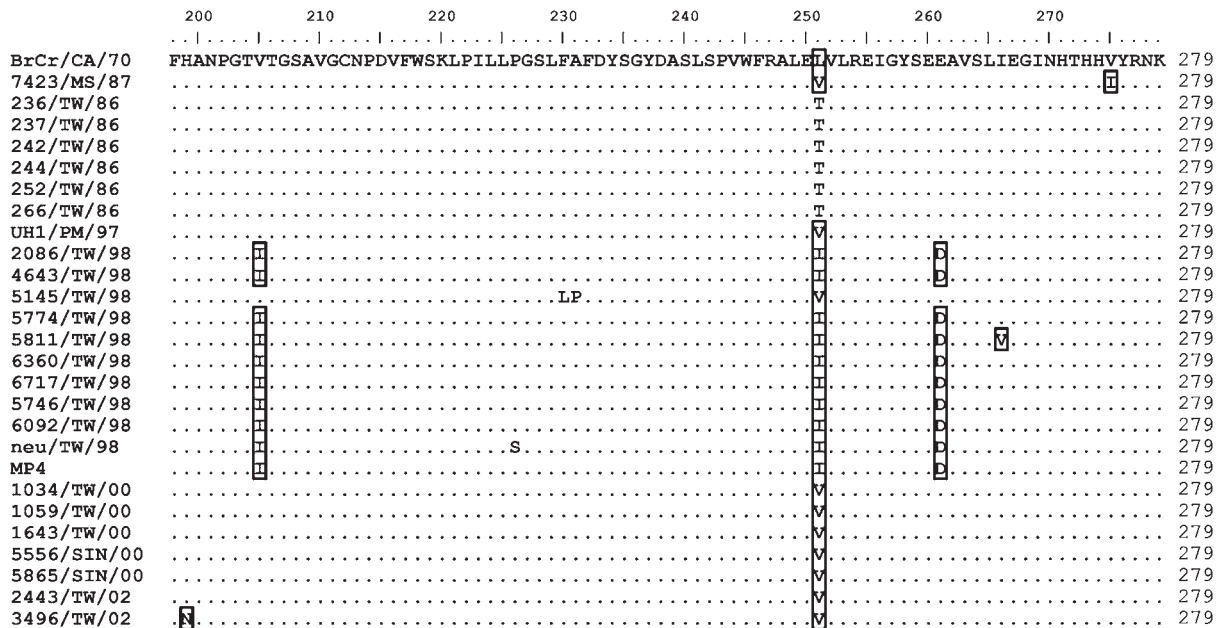 200 210 220 230 240 250 260 270
BrCr/CA/70 FHANPGTVTGSAVGCNPDVFWSKLPILLPGSLFAFDYSGYDASLSPVWFRALELVLREIGYSEEAVSLIEGINHTHHVYRNK 279
7423/MS/87 .....................................................V.......................I.... 279
236/TW/86 .....................................................T............................ 279
237/TW/86 .....................................................T............................ 279
242/TW/86 .....................................................T............................ 279
244/TW/86 .....................................................T............................ 279
252/TW/86 .....................................................T............................ 279
266/TW/86 .....................................................T............................ 279
UH1/PM/97 .....................................................V............................ 279
2086/TW/98 .......I.............................................I.........D.................. 279
4643/TW/98 .......I.............................................I.........D.................. 279
5145/TW/98 ................................LP...................V............................ 279
5774/TW/98 .......I.............................................I.........D.................. 279
5811/TW/98 .......I.............................................I.........D....V............. 279
6360/TW/98 .......I.............................................I.........D.................. 279
6717/TW/98 .......I.............................................I.........D.................. 279
5746/TW/98 .......I.............................................I.........D.................. 279
6092/TW/98 .......I.............................................I.........D.................. 279
neu/TW/98 .......I....................S........................I.........D.................. 279
MP4 .......I.............................................I.........D.................. 279
1034/TW/00 .....................................................V............................ 279
1059/TW/00 .....................................................V............................ 279
1643/TW/00 .....................................................V............................ 279
5556/SIN/00 .....................................................V............................ 279
5865/SIN/00 .....................................................V............................ 279
2443/TW/02 .....................................................V............................ 279
3496/TW/02 .N...................................................V............................ 279